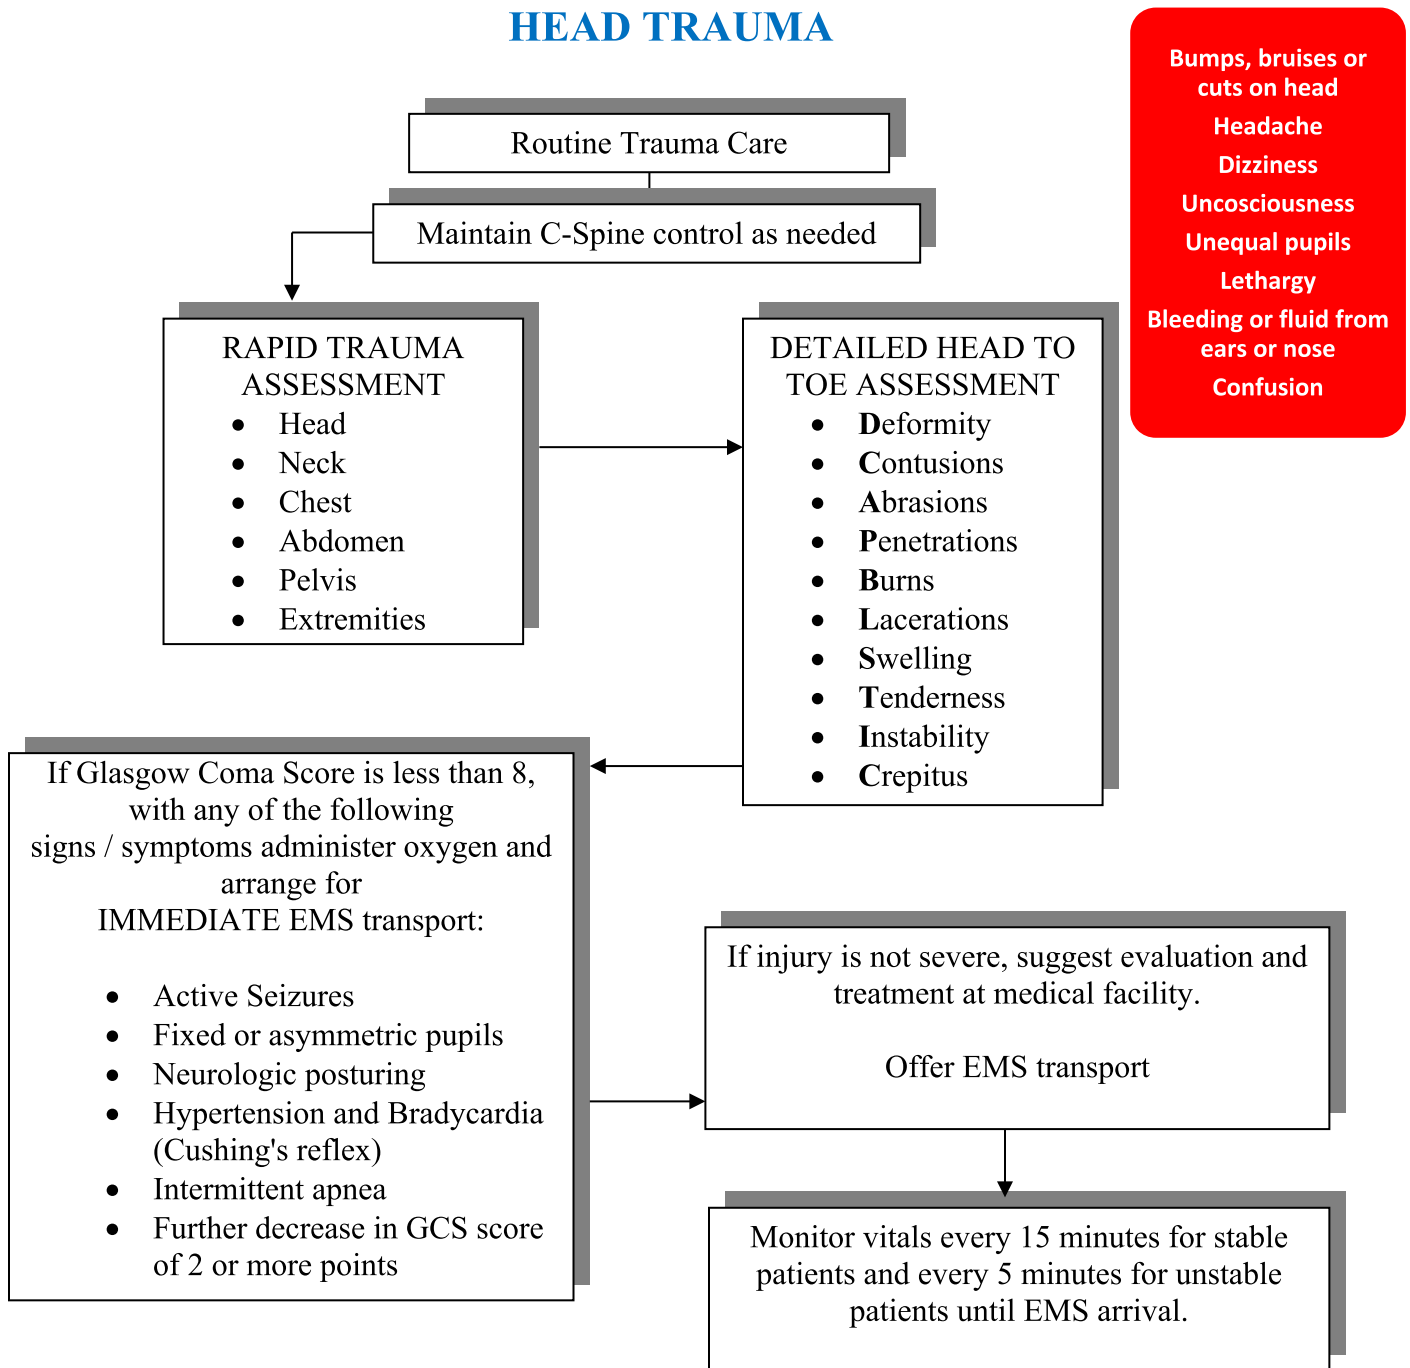 HEAD TRAUMA
Bumps, bruises or
cuts on head
Headache
Dizziness
Uncosciousness
Unequal pupils
Lethargy
Bleeding or fluid from
ears or nose
Confusion
Routine Trauma Care
Maintain C-Spine control as needed
RAPID TRAUMA
ASSESSMENT
• Head
• Neck
• Chest
• Abdomen
• Pelvis
• Extremities
DETAILED HEAD TO
TOE ASSESSMENT
• Deformity
• Contusions
• Abrasions
• Penetrations
• Burns
• Lacerations
• Swelling
• Tenderness
• Instability
• Crepitus
If Glasgow Coma Score is less than 8,
with any of the following
signs / symptoms administer oxygen and
arrange for
IMMEDIATE EMS transport:
• Active Seizures
• Fixed or asymmetric pupils
• Neurologic posturing
• Hypertension and Bradycardia
(Cushing's reflex)
• Intermittent apnea
• Further decrease in GCS score
of 2 or more points
If injury is not severe, suggest evaluation and
treatment at medical facility.
Offer EMS transport
Monitor vitals every 15 minutes for stable
patients and every 5 minutes for unstable
patients until EMS arrival.